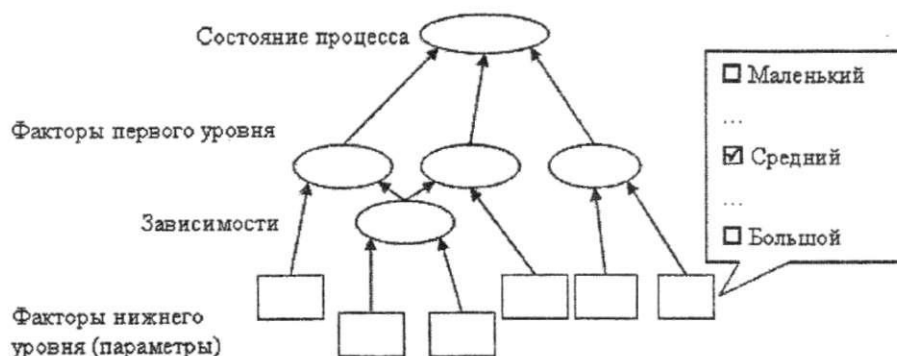 Состояние процесса
Маленький
...
Факторы первого уровня
Средний
...
Зависимости
Большой
Факторы нижнего
уровня (параметры)